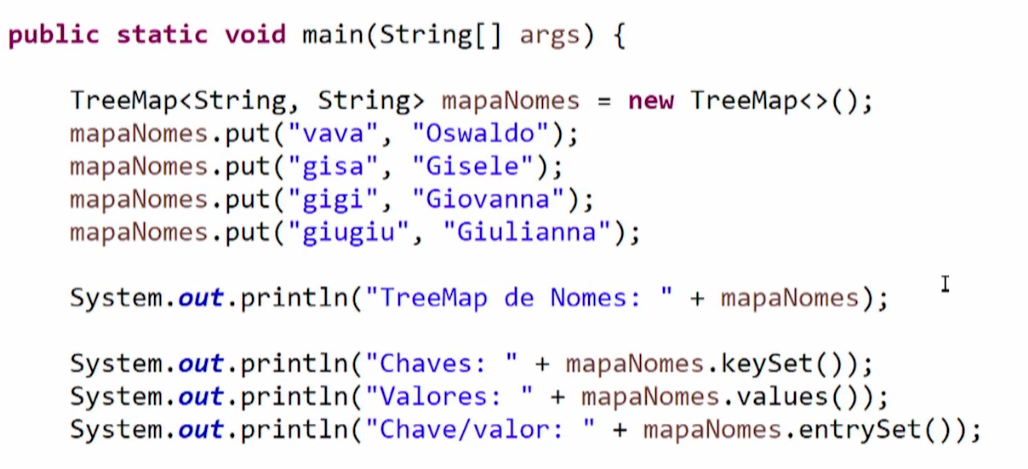 public static void main(String[] args) {
TreeMap<String, String> mapaNomes = new TreeMap<>();
mapaNomes.put("vava", "Oswaldo");
mapaNomes.put("gisa", "Gisele");
mapaNomes.put("gigi", "Giovanna");
mapaNomes.put("giugiu", "Giulianna");
System.out.println("TreeMap de Nomes: " + mapaNomes);
System.out.println("Chaves: " + mapaNomes.keySet());
System.out.println("Valores: " + mapaNomes.values());
System.out.println("Chave/valor: " + mapaNomes.entrySet());